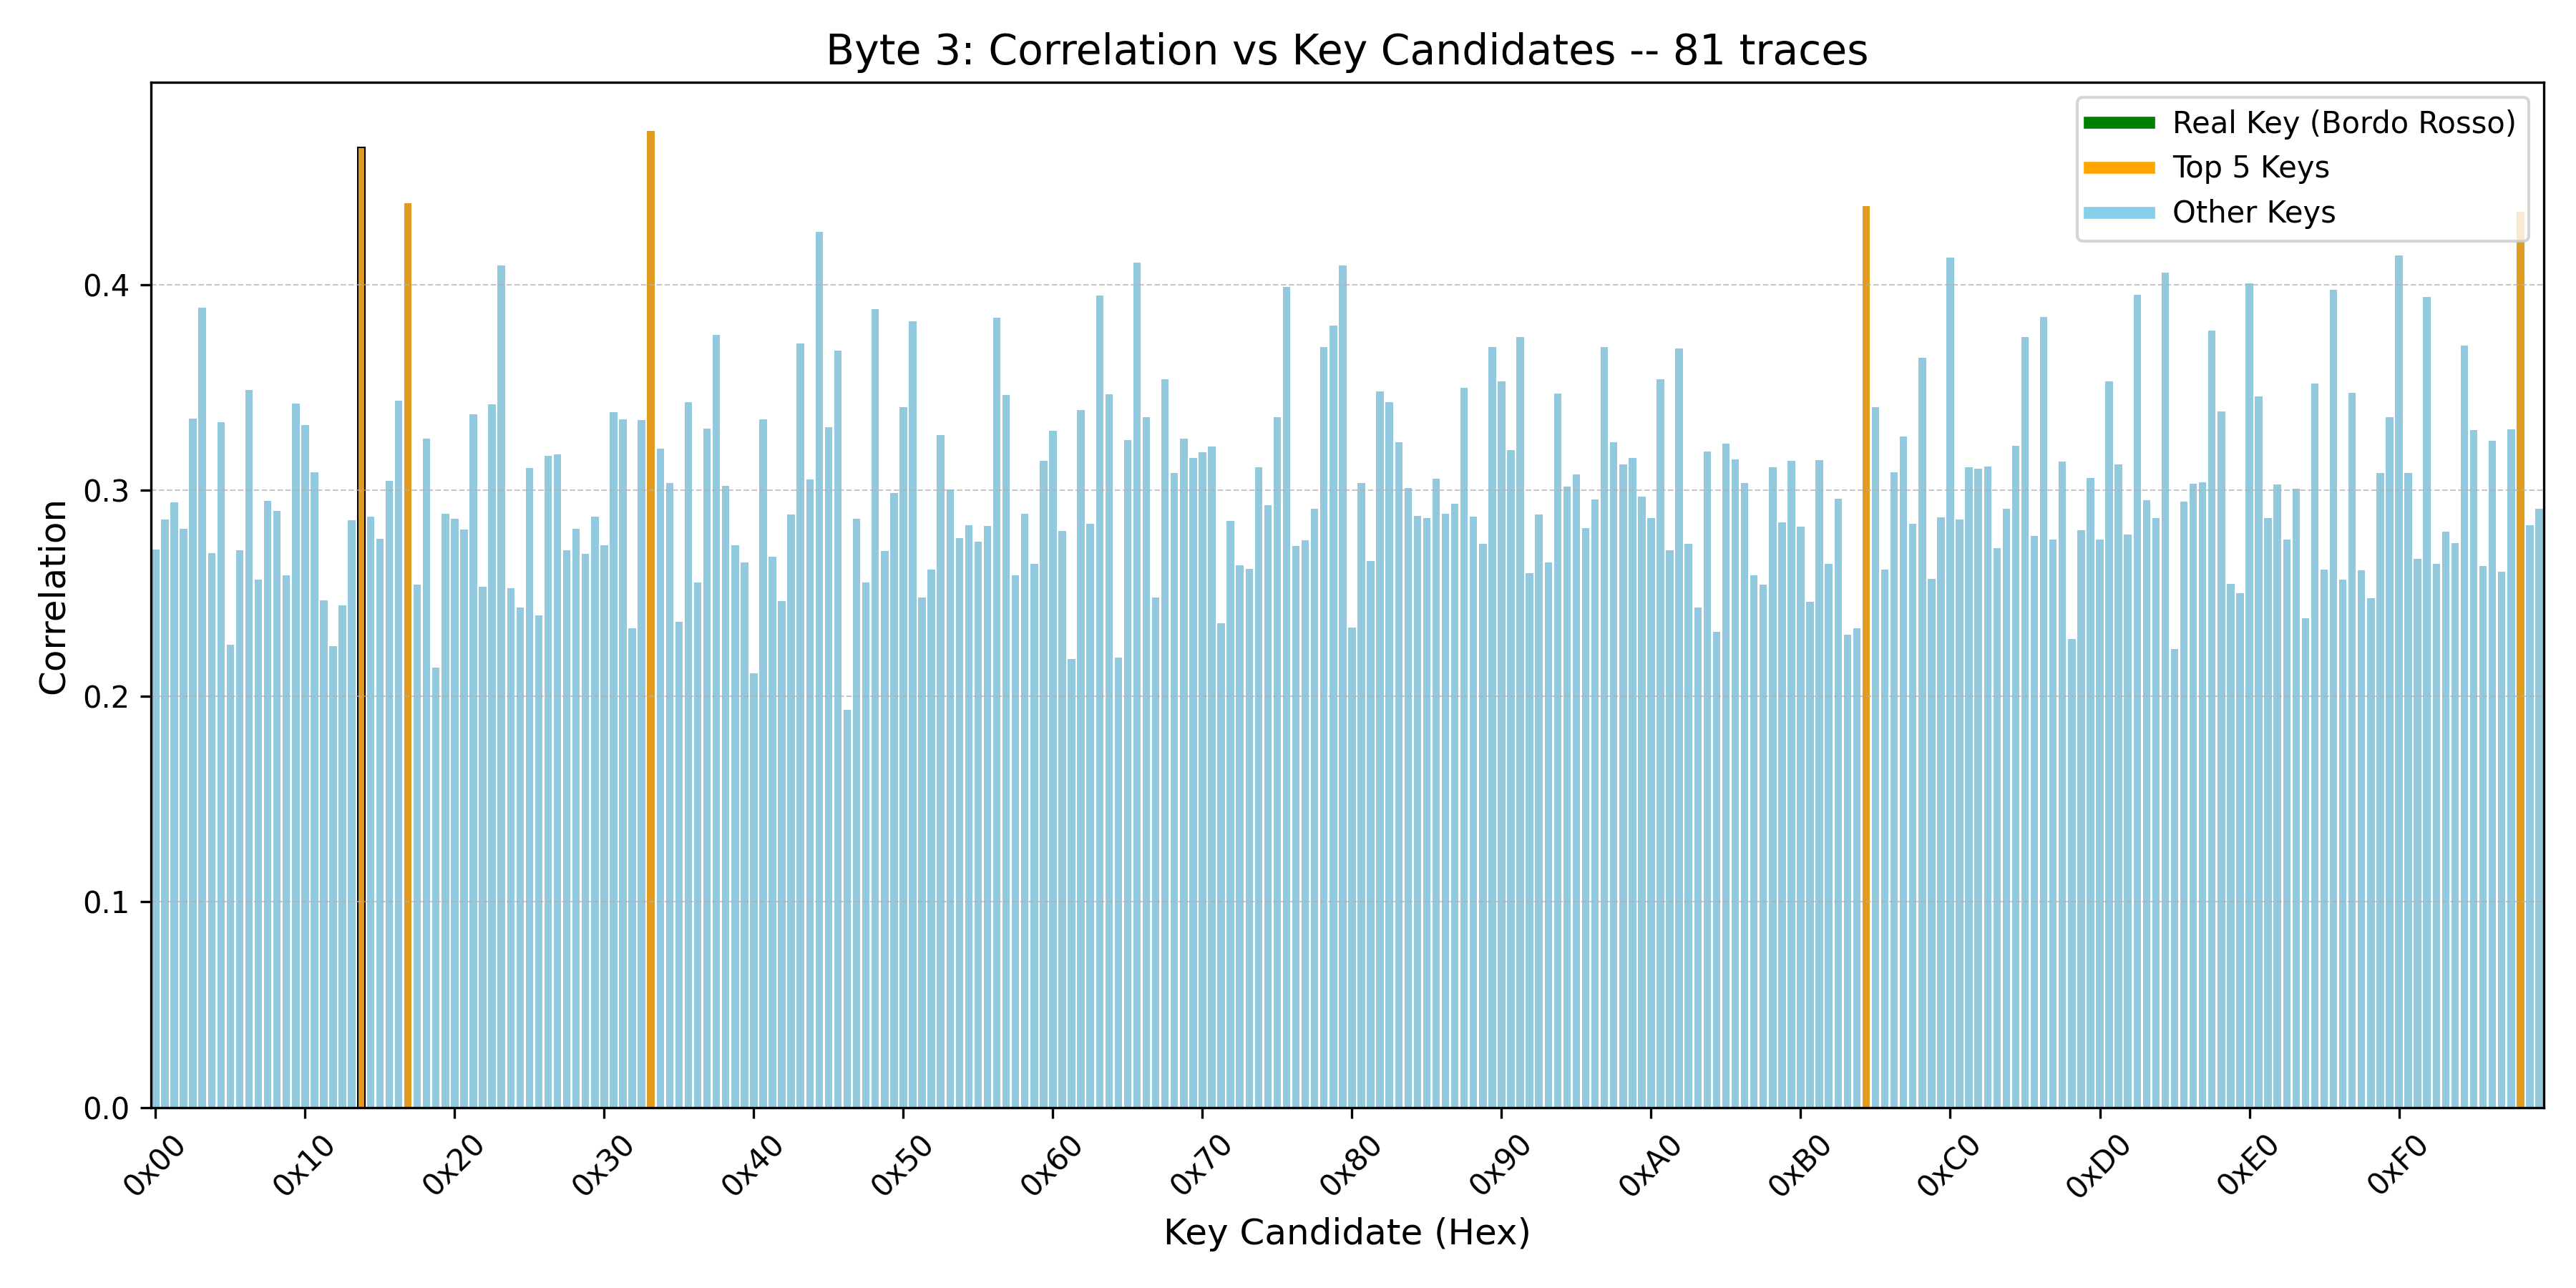 Byte 3: Correlation vs Key Candidates -- 81 traces
Real Key (Bordo Rosso)
Top 5 Keys
Other Keys
Correlation
0.4
0.3
0.2
0.1
0.0
0x00 0x10 0x20 0x30 0x40 0x50 0x60 0x70 0x80 0x90 0xA0 0xB0 0xC0 0xD0 0xE0 0xF0
Key Candidate (Hex)